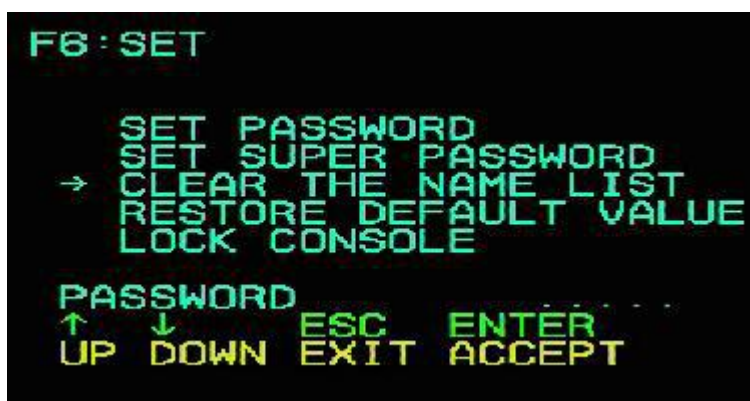 F6:SET
SET PASSWORD
SET SUPER PASSWORD
→ CLEAR THE NAME LIST
RESTORE DEFAULT VALUE
LOCK CONSOLE
PASSWORD .....
↑ ↓ ESC ENTER
UP DOWN EXIT ACCEPT